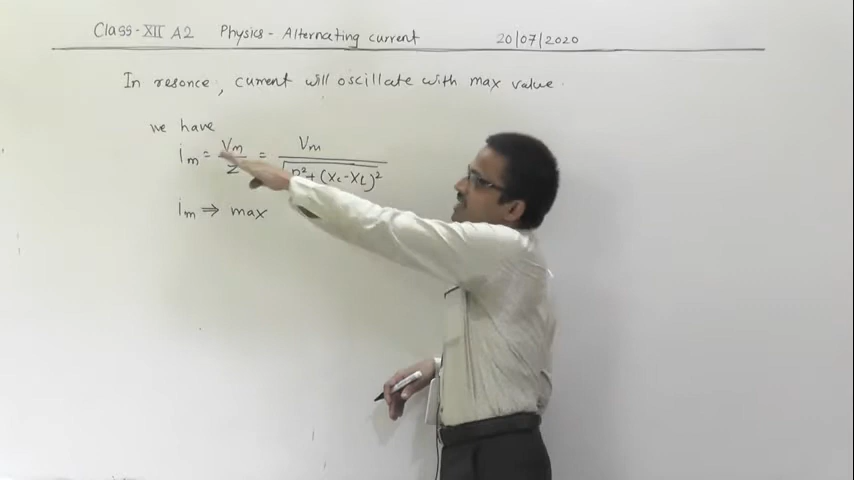 Class-XII A2 Physics - Alternating current 20/07/2020
In resonce, current will oscillate with max value.
we have
im = Vm/Z = Vm/√R²+(Xc-XL)²
im ⇒ max